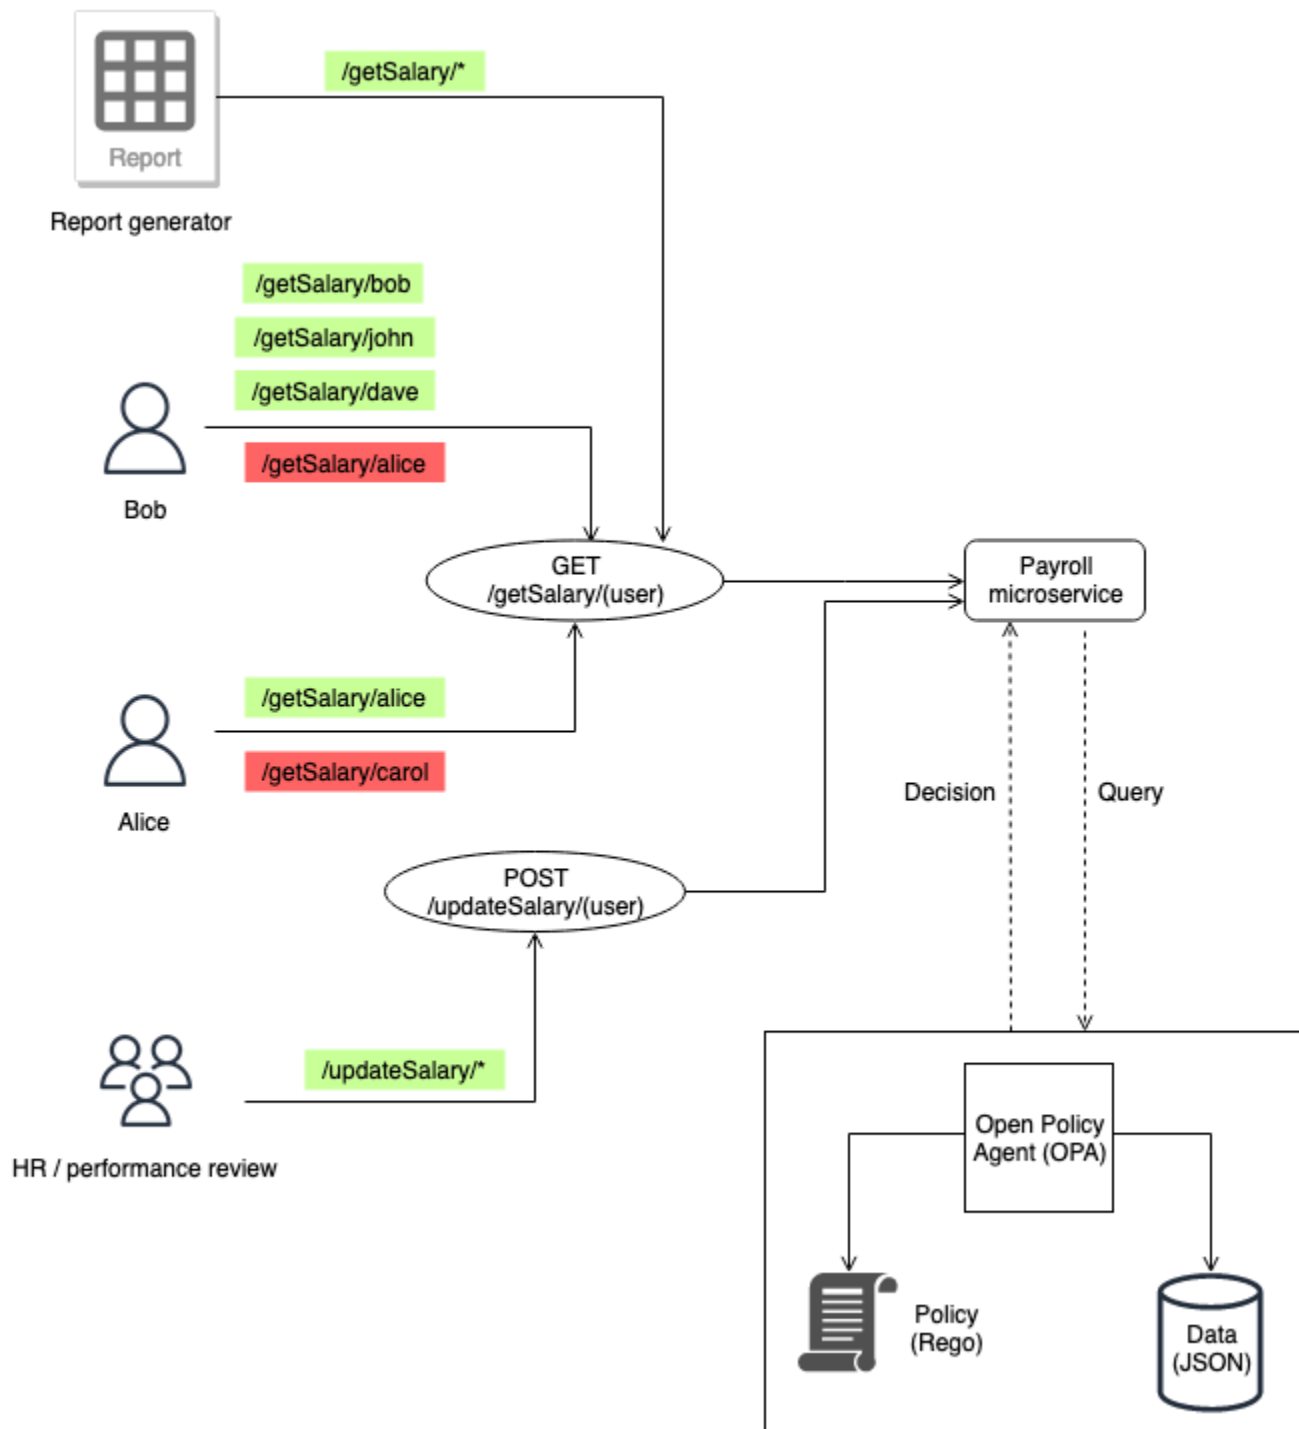 /getSalary/*
Report
Report generator
/getSalary/bob
/getSalary/john
/getSalary/dave
/getSalary/alice
Bob
GET
/getSalary/(user)
Payroll
microservice
/getSalary/alice
/getSalary/carol
Alice
Decision
Query
POST
/updateSalary/(user)
/updateSalary/*
HR / performance review
Open Policy
Agent (OPA)
Policy
(Rego)
Data
(JSON)